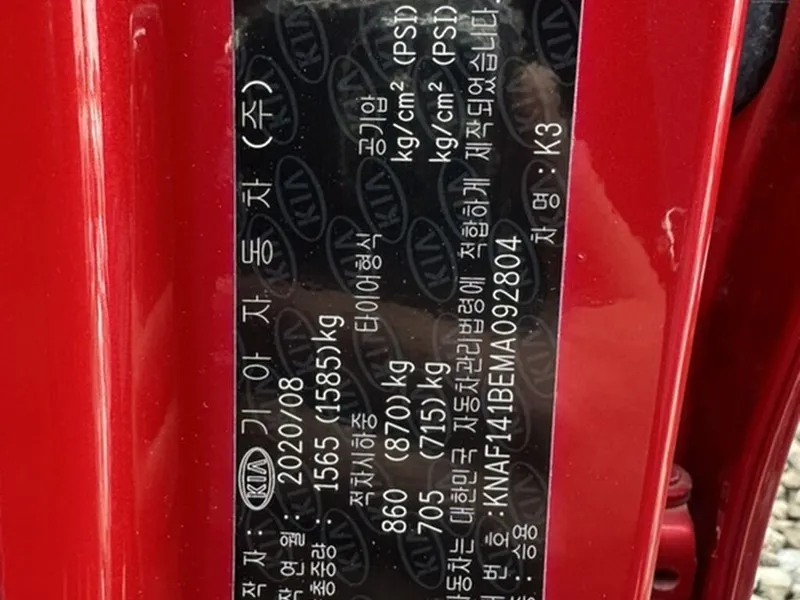 작 자 : KIA 기 아 자 동 차 (주)
작 연 월 : 2020/08
총중량 : 1565 (1585)kg
적차시하중 타이어형식 공기압
860 (870)kg kg/cm² (PSI)
705 (715)kg kg/cm² (PSI)
동차는 대한민국 자동차관리법령에 적합하게 제작되었습니다.
번 호 :KNAF141BEMA092804
: 승용 차 명 : K3